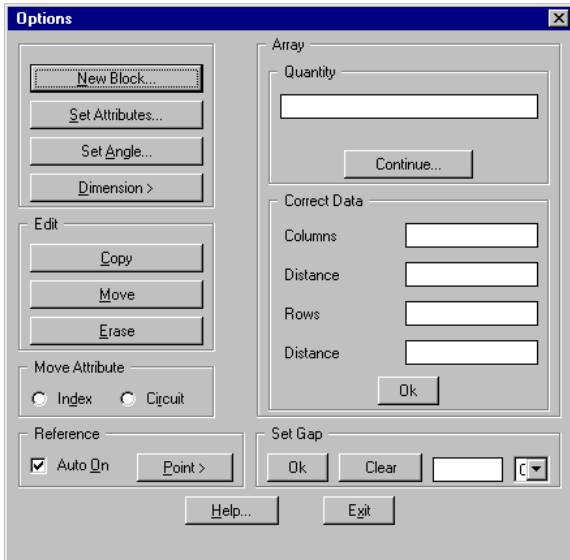 Options
New Block...
Set Attributes...
Set Angle...
Dimension >
Edit
Copy
Move
Erase
Move Attribute
Index
Circuit
Reference
Auto On
Point >
Array
Quantity
Continue...
Correct Data
Columns
Distance
Rows
Distance
Ok
Set Gap
Ok
Clear
Help...
Exit